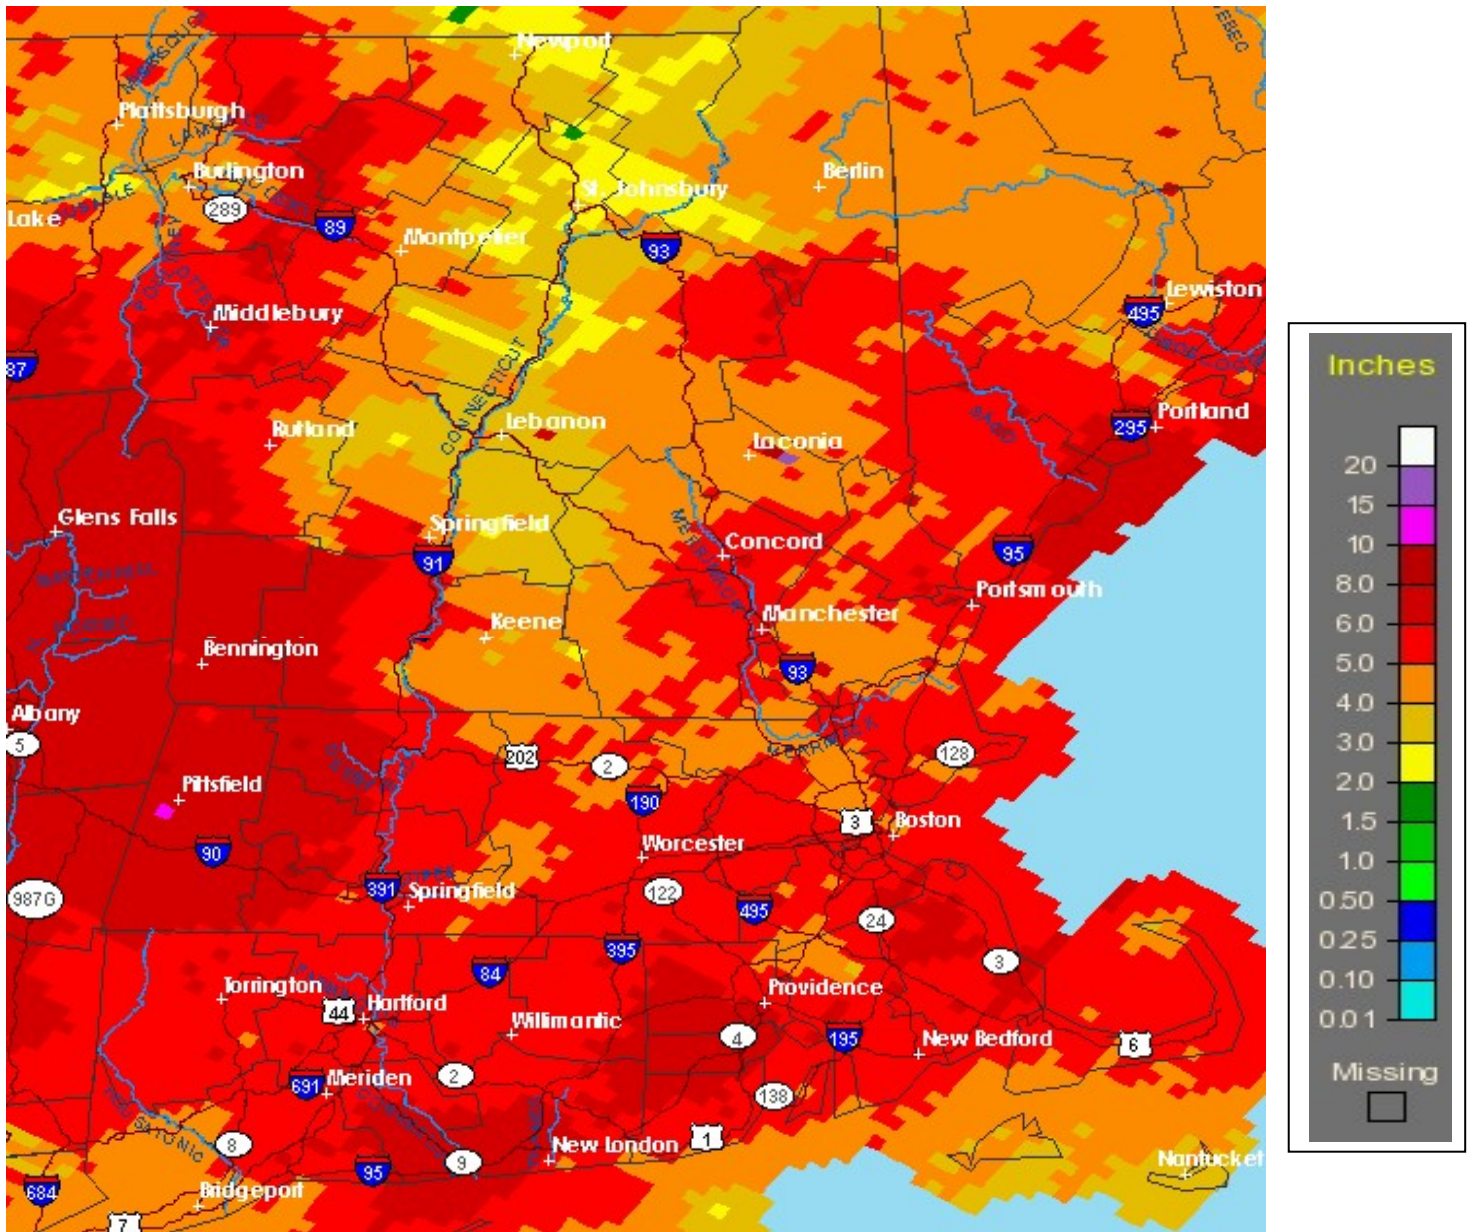 Newport
Plattsburgh
LAMOILLE
Burlington
Berlin
St. Johnsbury
289
Lake
89
Montpelier
93
Lewiston
495
Middlebury
87
CONNECTICUT
Portland
295
Rutland
Lebanon
Laconia
SACO
Glens Falls
Springfield
Concord
91
95
MERRIMACK
Portsmouth
Keene
Manchester
Bennington
93
Albany
5
MERRIMACK
202
2
128
Pittsfield
190
3
Boston
Worcester
90
391
Springfield
122
987G
495
24
395
3
84
Torrington
Hartford
44
Providence
Willimantic
4
195
New Bedford
6
691
Meriden
2
138
8
1
New London
9
95
Nantucket
684
Bridgeport
7
Inches
20
15
10
8.0
6.0
5.0
4.0
3.0
2.0
1.5
1.0
0.50
0.25
0.10
0.01
Missing